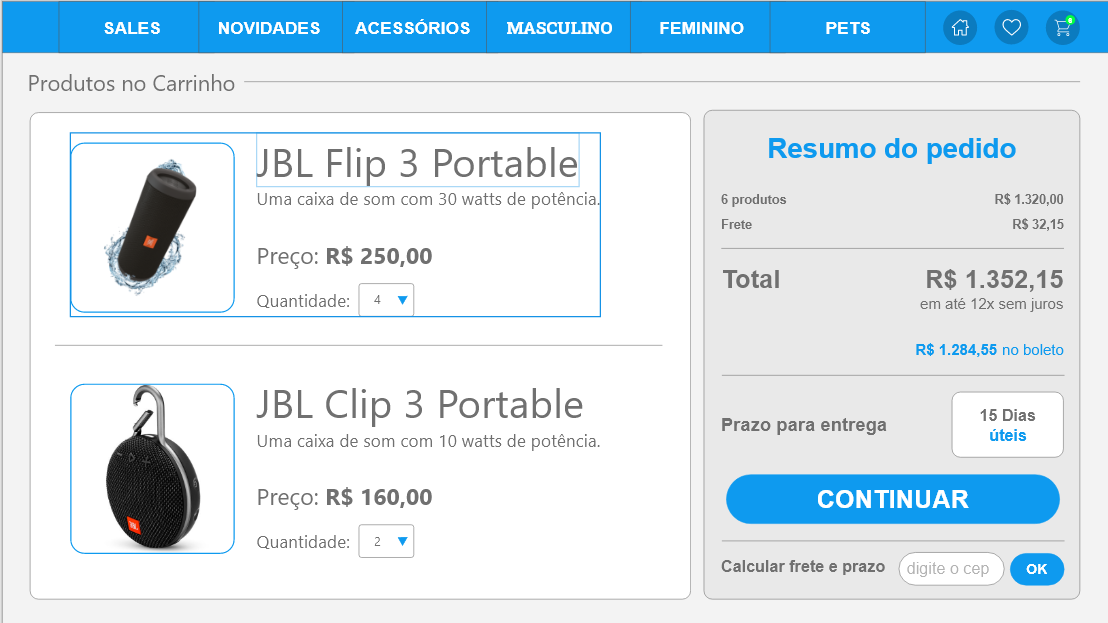 SALES
NOVIDADES
ACESSÓRIOS
MASCULINO
FEMININO
PETS
6
Produtos no Carrinho
JBL Flip 3 Portable
Uma caixa de som com 30 watts de potência.
Preço: R$ 250,00
Quantidade: 4
JBL Clip 3 Portable
Uma caixa de som com 10 watts de potência.
Preço: R$ 160,00
Quantidade: 2
JBL
Resumo do pedido
6 produtos R$ 1.320,00
Frete R$ 32,15
Total R$ 1.352,15
em até 12x sem juros
R$ 1.284,55 no boleto
Prazo para entrega
15 Dias
úteis
CONTINUAR
Calcular frete e prazo digite o cep OK